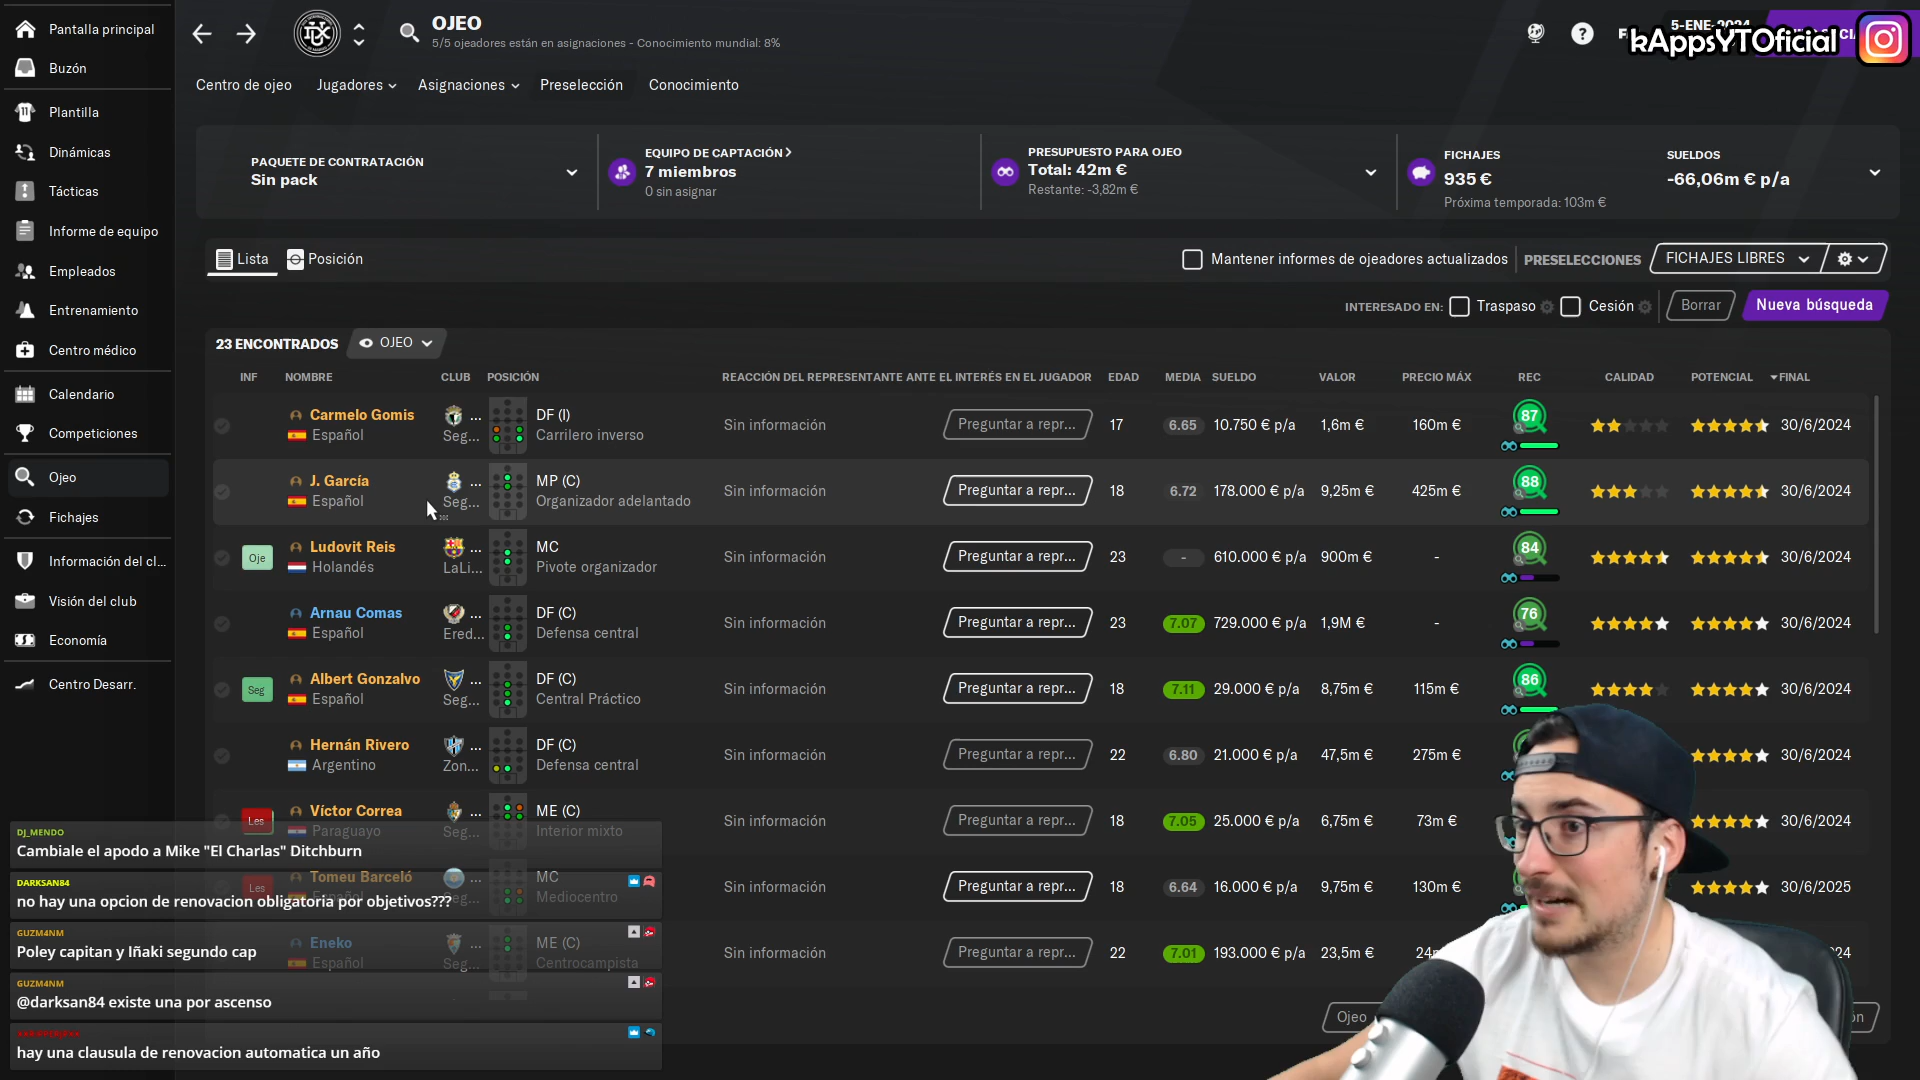 Pantalla principal
Buzón
Plantilla
Dinámicas
Tácticas
Informe de equipo
Empleados
Entrenamiento
Centro médico
Calendario
Competiciones
Ojeo
Fichajes
Información del cl...
Visión del club
Economía
Centro Desarr.
OJEO
5/5 ojeadores están en asignaciones - Conocimiento mundial: 8%
5-ENE-2024
kAppsYTOficial
Centro de ojeo
Jugadores
Asignaciones
Preselección
Conocimiento
PAQUETE DE CONTRATACIÓN
Sin pack
EQUIPO DE CAPTACIÓN
7 miembros
0 sin asignar
PRESUPUESTO PARA OJEO
Total: 42m €
Restante: -3,82m €
FICHAJES
935 €
Próxima temporada: 103m €
SUELDOS
-66,06m € p/a
Lista
Posición
Mantener informes de ojeadores actualizados
PRESELECCIONES
FICHAJES LIBRES
INTERESADO EN:
Traspaso
Cesión
Borrar
Nueva búsqueda
23 ENCONTRADOS
OJEO
INF NOMBRE CLUB POSICIÓN REACCIÓN DEL REPRESENTANTE ANTE EL INTERÉS EN EL JUGADOR EDAD MEDIA SUELDO VALOR PRECIO MÁX REC CALIDAD POTENCIAL FINAL
Carmelo Gomis ... DF (I) Sin información Preguntar a repr... 17 6.65 10.750 € p/a 1,6m € 160m € 87 30/6/2024
Español Seg... Carrilero inverso
J. García ... MP (C) Sin información Preguntar a repr... 18 6.72 178.000 € p/a 9,25m € 425m € 88 30/6/2024
Español Seg... Organizador adelantado
Oje Ludovit Reis ... MC Sin información Preguntar a repr... 23 - 610.000 € p/a 900m € - 84 30/6/2024
Holandés LaLi... Pivote organizador
Arnau Comas ... DF (C) Sin información Preguntar a repr... 23 7.07 729.000 € p/a 1,9M € - 76 30/6/2024
Español Ered... Defensa central
Seg Albert Gonzalvo ... DF (C) Sin información Preguntar a repr... 18 7.11 29.000 € p/a 8,75m € 115m € 86 30/6/2024
Español Seg... Central Práctico
Hernán Rivero ... DF (C) Sin información Preguntar a repr... 22 6.80 21.000 € p/a 47,5m € 275m € 30/6/2024
Argentino Zon... Defensa central
Les Víctor Correa ... ME (C) Sin información Preguntar a repr... 18 7.05 25.000 € p/a 6,75m € 73m € 30/6/2024
Paraguayo Seg... Interior mixto
Les Tomeu Barceló ... MC Sin información Preguntar a repr... 18 6.64 16.000 € p/a 9,75m € 130m € 30/6/2025
Español Seg... Mediocentro
Eneko ... ME (C) Sin información Preguntar a repr... 22 7.01 193.000 € p/a 23,5m €
Español Seg... Centrocampista
Ojeo
DJ_MENDO
Cambiale el apodo a Mike "El Charlas" Ditchburn
DARKSAN84
no hay una opcion de renovacion obligatoria por objetivos???
GUZM4NM
Poley capitan y Iñaki segundo cap
GUZM4NM
@darksan84 existe una por ascenso
hay una clausula de renovacion automatica un año